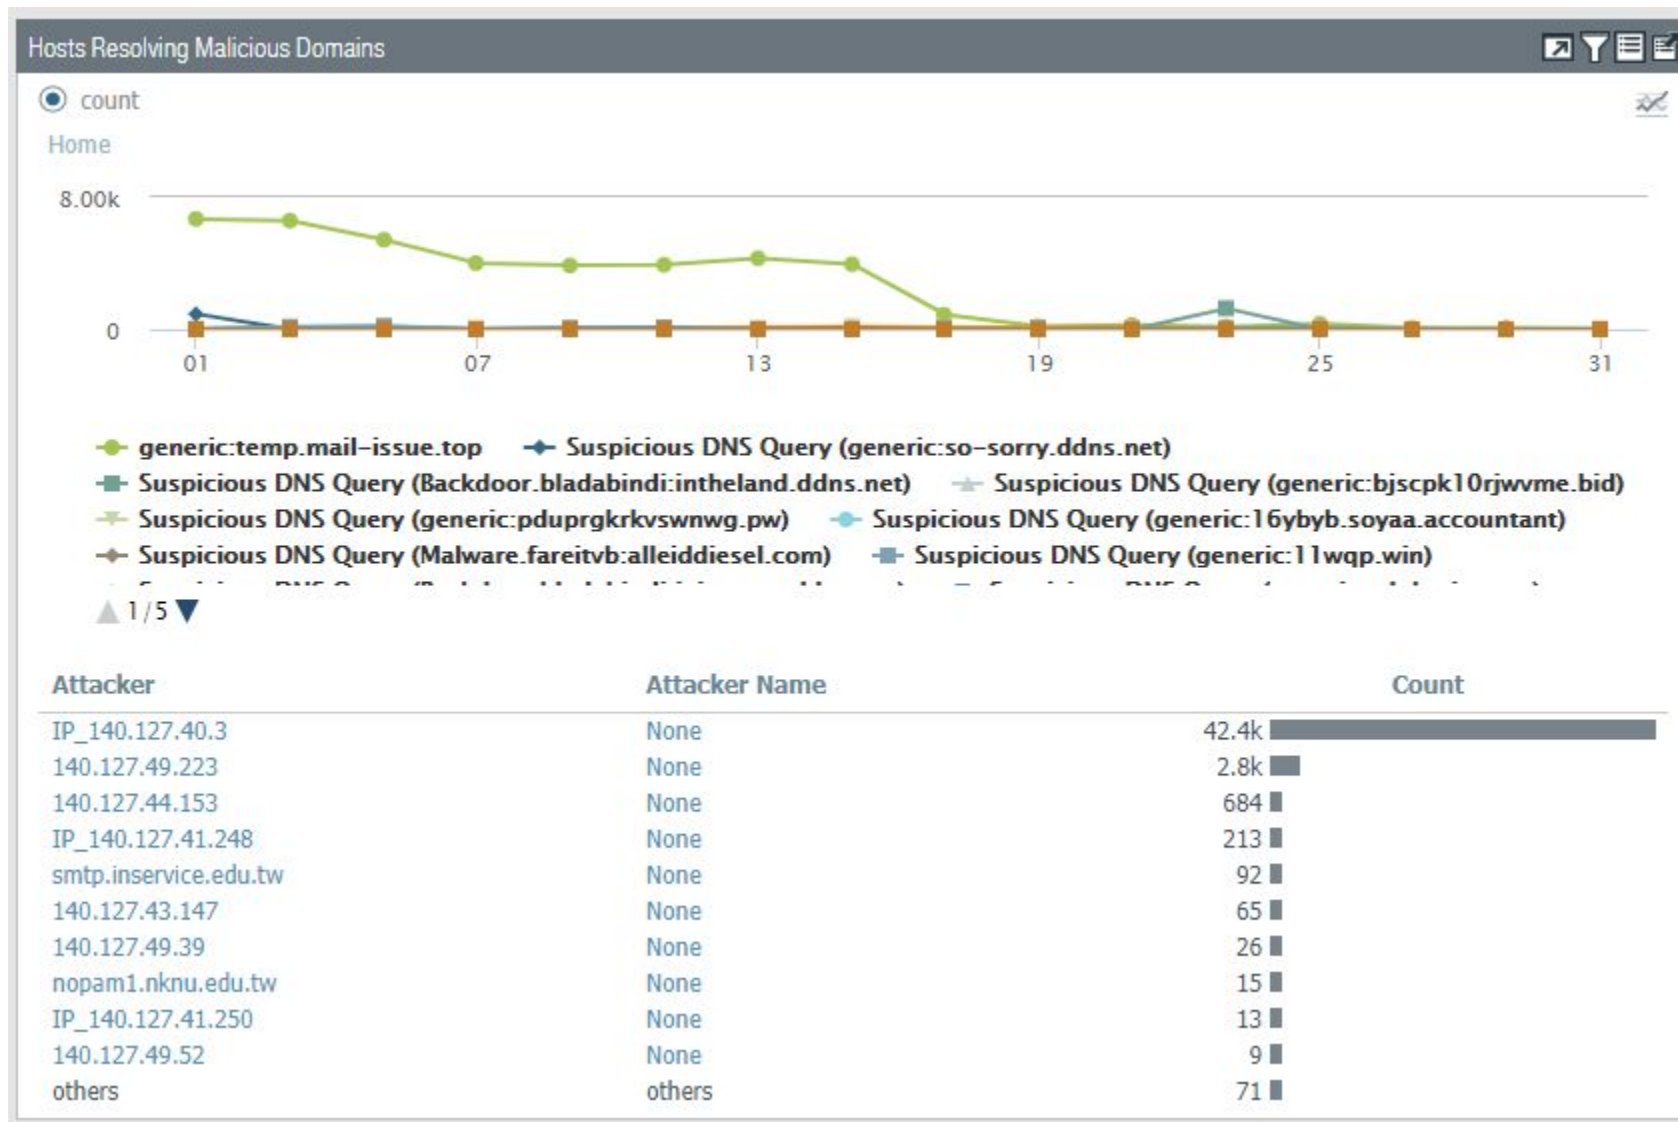 Hosts Resolving Malicious Domains
count
Home
8.00k
0
01 07 13 19 25 31
generic:temp.mail-issue.top Suspicious DNS Query (generic:so-sorry.ddns.net)
Suspicious DNS Query (Backdoor.bladabindi:intheland.ddns.net) Suspicious DNS Query (generic:bjscpk10rjwvme.bid)
Suspicious DNS Query (generic:pduprgkrkvswnwg.pw) Suspicious DNS Query (generic:16ybyb.soyaa.accountant)
Suspicious DNS Query (Malware.fareitvb:alleiddiesel.com) Suspicious DNS Query (generic:11wqp.win)
1/5
Attacker Attacker Name Count
IP_140.127.40.3 None 42.4k
140.127.49.223 None 2.8k
140.127.44.153 None 684
IP_140.127.41.248 None 213
smtp.inservice.edu.tw None 92
140.127.43.147 None 65
140.127.49.39 None 26
nopam1.nknu.edu.tw None 15
IP_140.127.41.250 None 13
140.127.49.52 None 9
others others 71